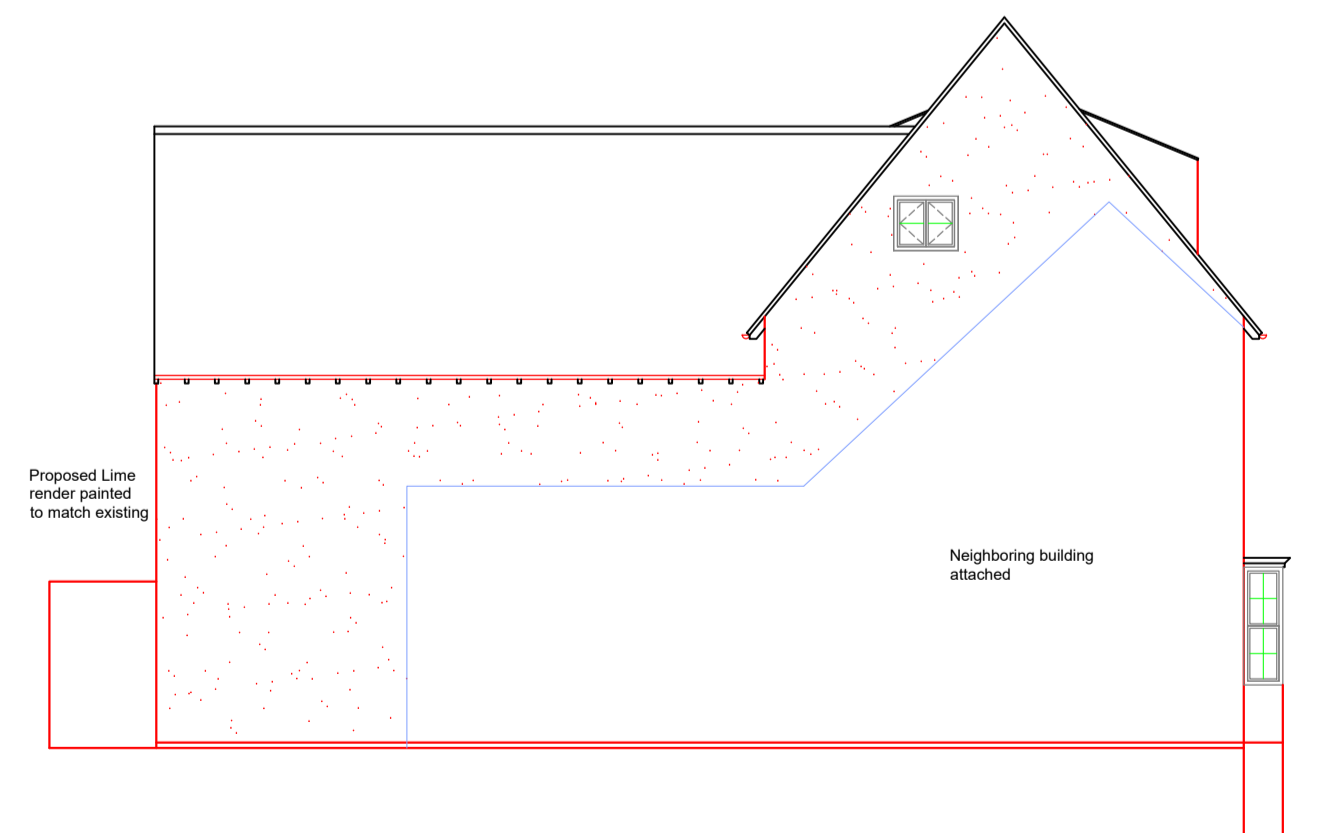 Proposed Lime
render painted
to match existing
Neighboring building
attached